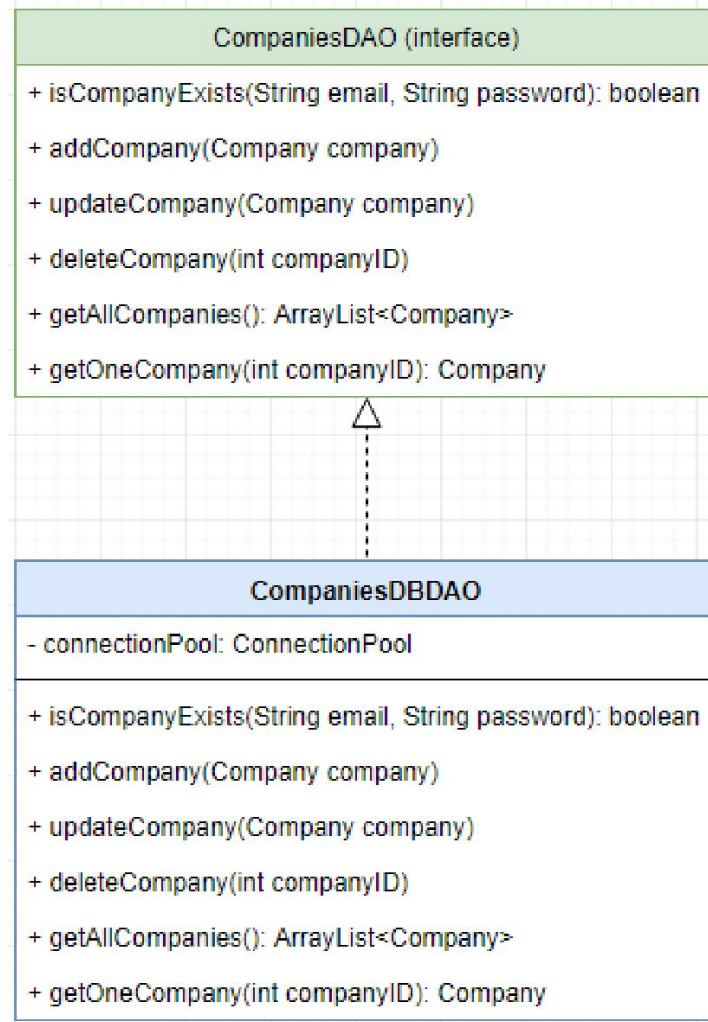 CompaniesDAO (interface)
+ isCompanyExists(String email, String password): boolean
+ addCompany(Company company)
+ updateCompany(Company company)
+ deleteCompany(int companyID)
+ getAllCompanies(): ArrayList<Company>
+ getOneCompany(int companyID): Company
CompaniesDBDAO
- connectionPool: ConnectionPool
+ isCompanyExists(String email, String password): boolean
+ addCompany(Company company)
+ updateCompany(Company company)
+ deleteCompany(int companyID)
+ getAllCompanies(): ArrayList<Company>
+ getOneCompany(int companyID): Company